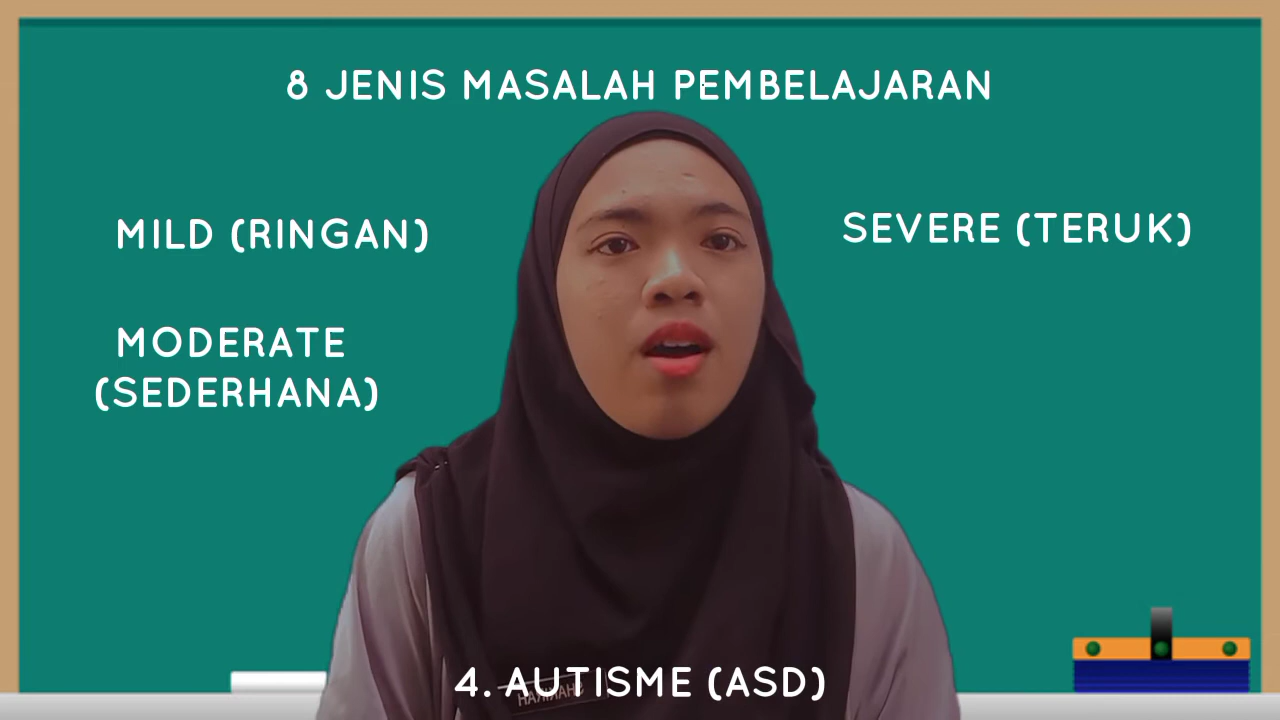 8 JENIS MASALAH PEMBELAJARAN
MILD (RINGAN)
SEVERE (TERUK)
MODERATE
(SEDERHANA)
4. AUTISME (ASD)